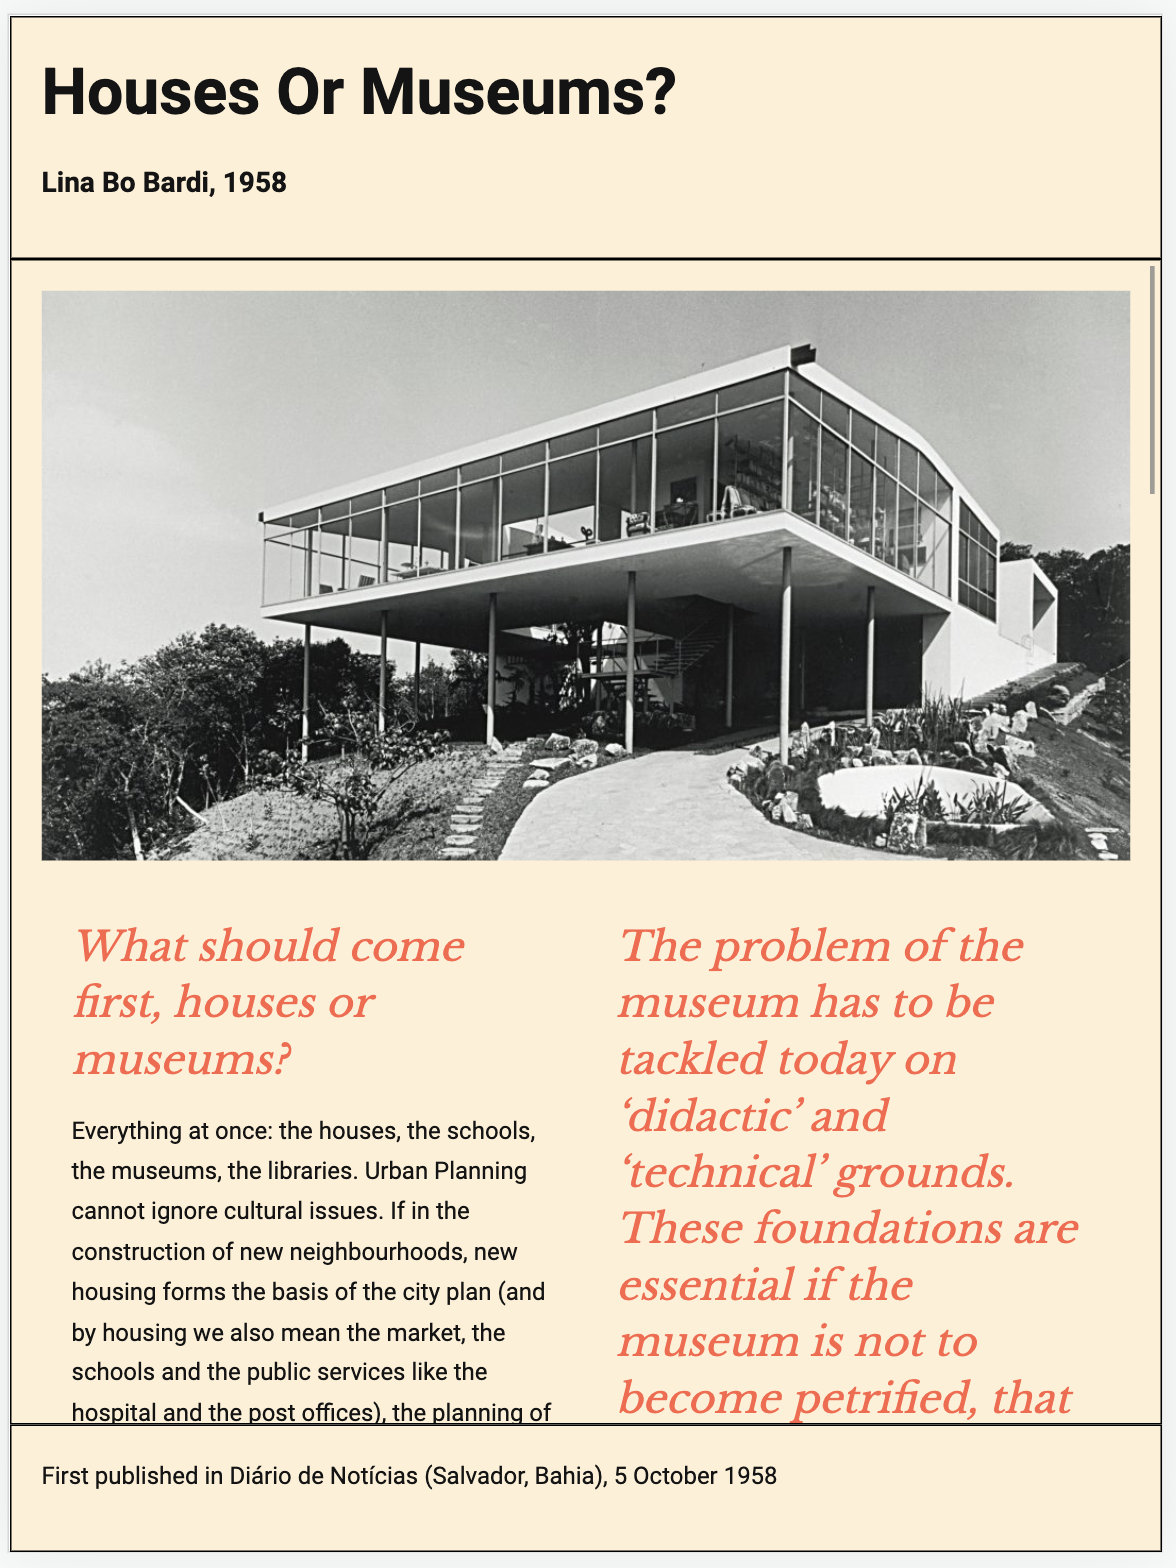 Houses Or Museums?
Lina Bo Bardi, 1958
What should come
first, houses or
museums?
Everything at once: the houses, the schools,
the museums, the libraries. Urban Planning
cannot ignore cultural issues. If in the
construction of new neighbourhoods, new
housing forms the basis of the city plan (and
by housing we also mean the market, the
schools and the public services like the
hospital and the post offices), the planning of
The problem of the
museum has to be
tackled today on
‘didactic’ and
‘technical’ grounds.
These foundations are
essential if the
museum is not to
become petrified, that
First published in Diário de Notícias (Salvador, Bahia), 5 October 1958